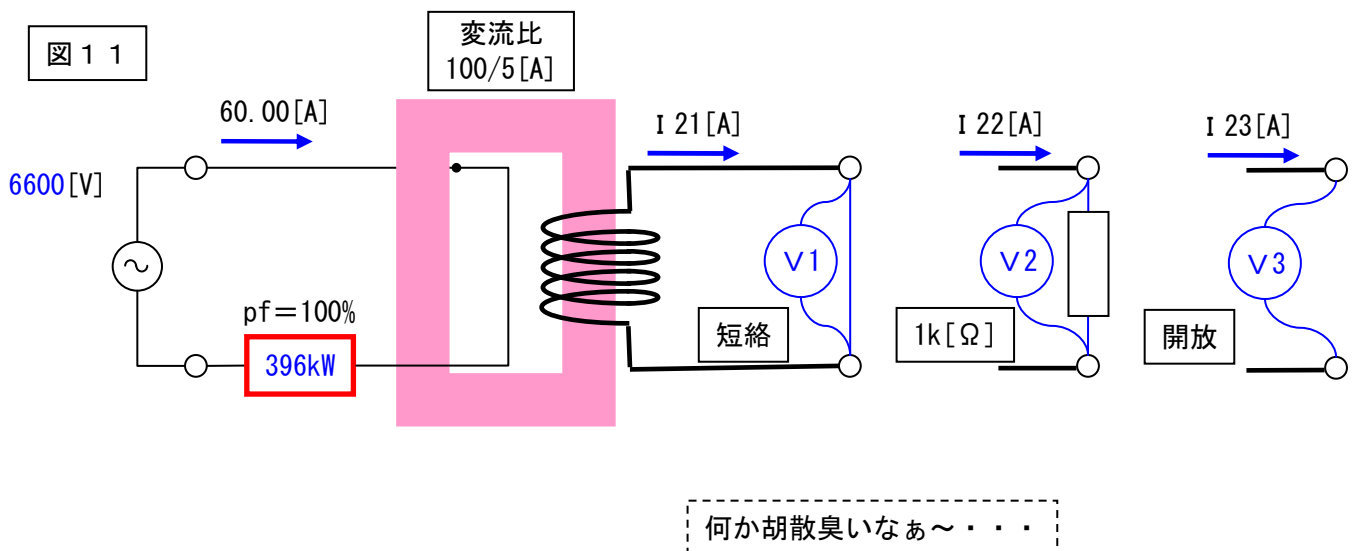 図11
変流比
100/5[A]
60.00[A]
I 21[A]
I 22[A]
I 23[A]
6600[V]
V1
V2
V3
pf=100%
396kW
短絡
1k[Ω]
開放
何か胡散臭いなぁ~・・・